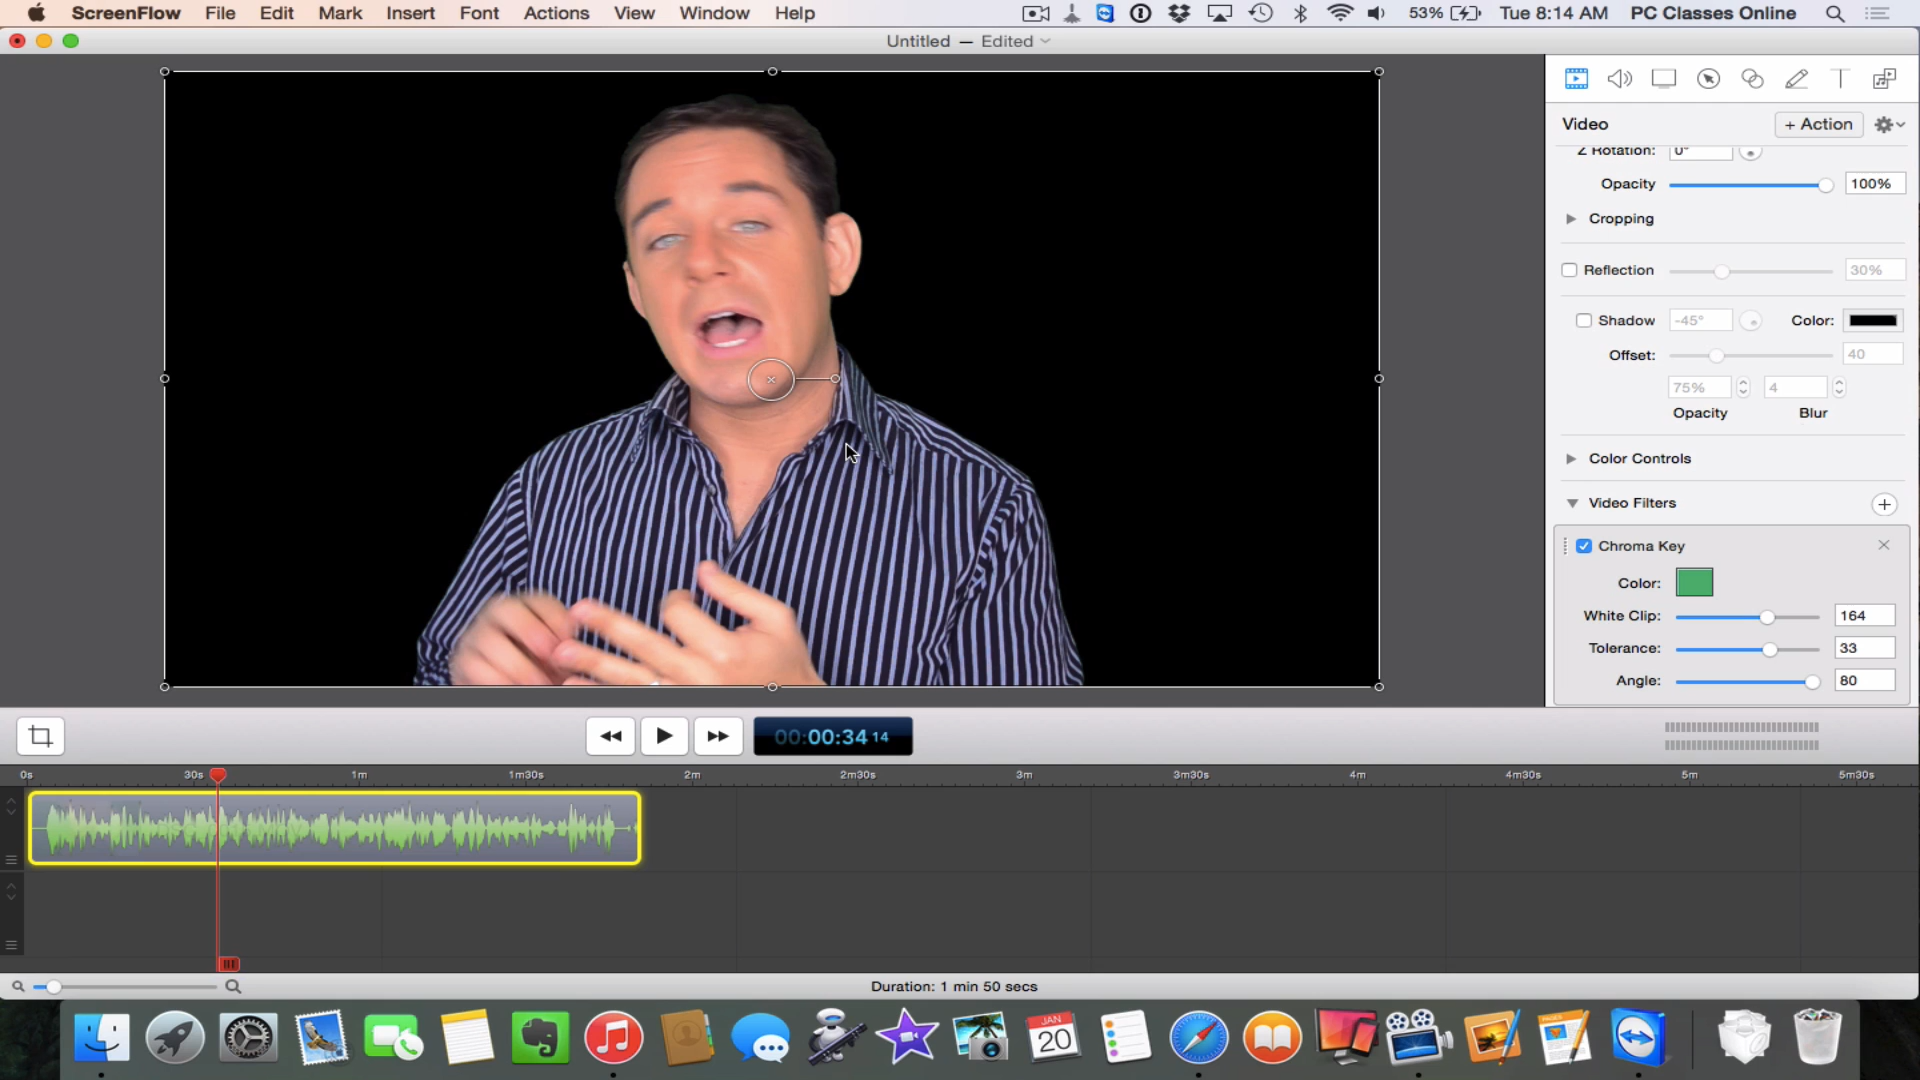 ScreenFlow File Edit Mark Insert Font Actions View Window Help 53% Tue 8:14 AM PC Classes Online
Untitled — Edited
Video + Action
Z Rotation: 0°
Opacity 100%
Cropping
Reflection 30%
Shadow -45° Color:
Offset: 40
75% 4
Opacity Blur
Color Controls
Video Filters
Chroma Key
Color:
White Clip: 164
Tolerance: 33
Angle: 80
00:00:34 14
0s 30s 1m 1m30s 2m 2m30s 3m 3m30s 4m 4m30s 5m 5m30s
Duration: 1 min 50 secs
JAN
20